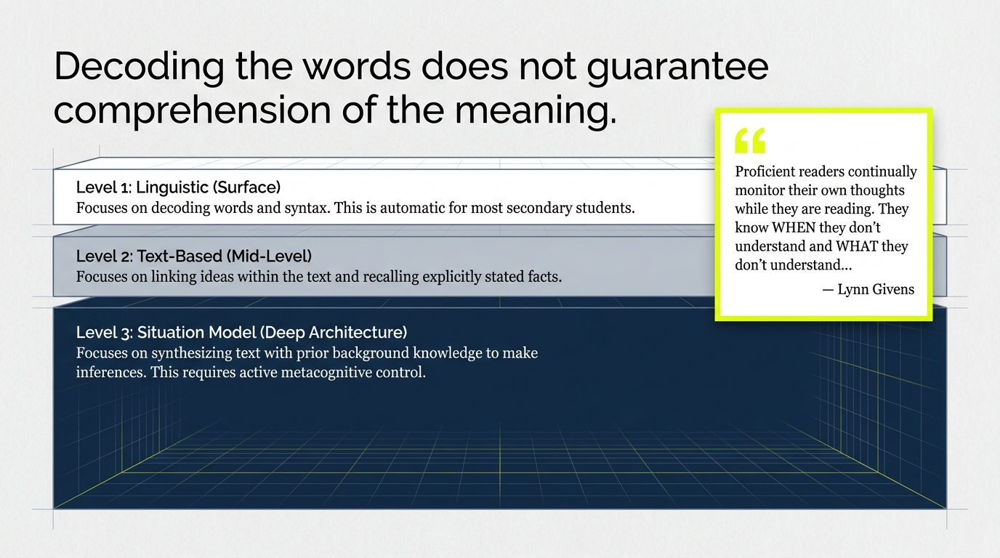 Decoding the words does not guarantee
comprehension of the meaning.
Level 1: Linguistic (Surface)
Focuses on decoding words and syntax. This is automatic for most secondary students.
Level 2: Text-Based (Mid-Level)
Focuses on linking ideas within the text and recalling explicitly stated facts.
Level 3: Situation Model (Deep Architecture)
Focuses on synthesizing text with prior background knowledge to make
inferences. This requires active metacognitive control.
“
Proficient readers continually
monitor their own thoughts
while they are reading. They
know WHEN they don’t
understand and WHAT they
don’t understand...
— Lynn Givens